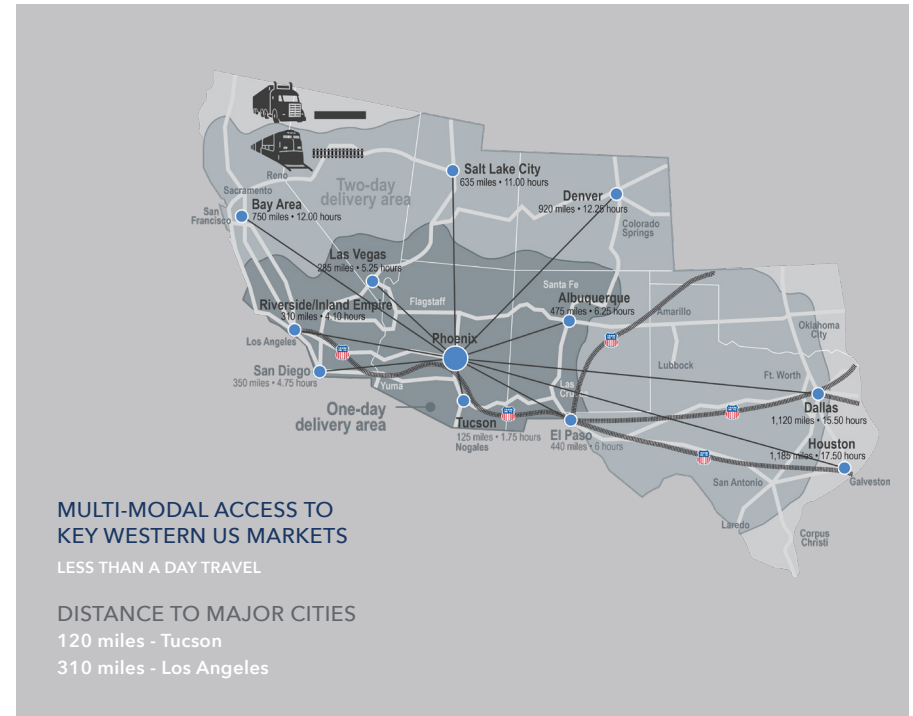 Salt Lake City
635 miles • 11.00 hours
Reno
Two-day
delivery area
Denver
920 miles • 12.25 hours
Sacramento
Bay Area
750 miles • 12.00 hours
San
Francisco
Colorado
Springs
Las Vegas
285 miles • 5.25 hours
Santa Fe
Albuquerque
475 miles • 6.25 hours
Riverside/Inland Empire
310 miles • 4.10 hours
Flagstaff
Amarillo
Oklahoma
City
Los Angeles
Phoenix
Lubbock
Ft. Worth
San Diego
350 miles • 4.75 hours
Yuma
Las
Cru
One-day
delivery area
Dallas
1,120 miles • 15.50 hours
Tucson
125 miles • 1.75 hours
Nogales
El Paso
440 miles • 6 hours
Houston
1,185 miles • 17.50 hours
San Antonio
Galveston
Laredo
Corpus
Christi
MULTI-MODAL ACCESS TO
KEY WESTERN US MARKETS
LESS THAN A DAY TRAVEL
DISTANCE TO MAJOR CITIES
120 miles - Tucson
310 miles - Los Angeles